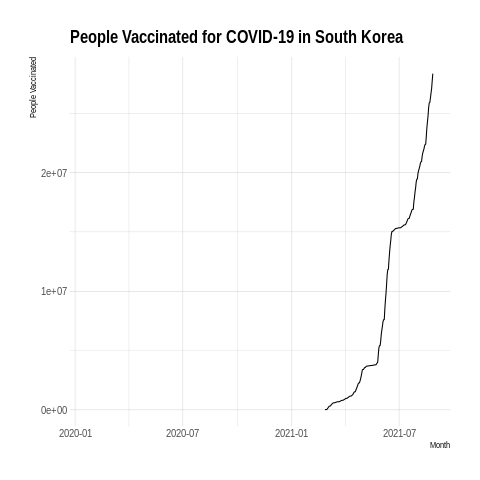 People Vaccinated for COVID-19 in South Korea
People Vaccinated
2e+07
1e+07
0e+00
2020-01 2020-07 2021-01 2021-07
Month